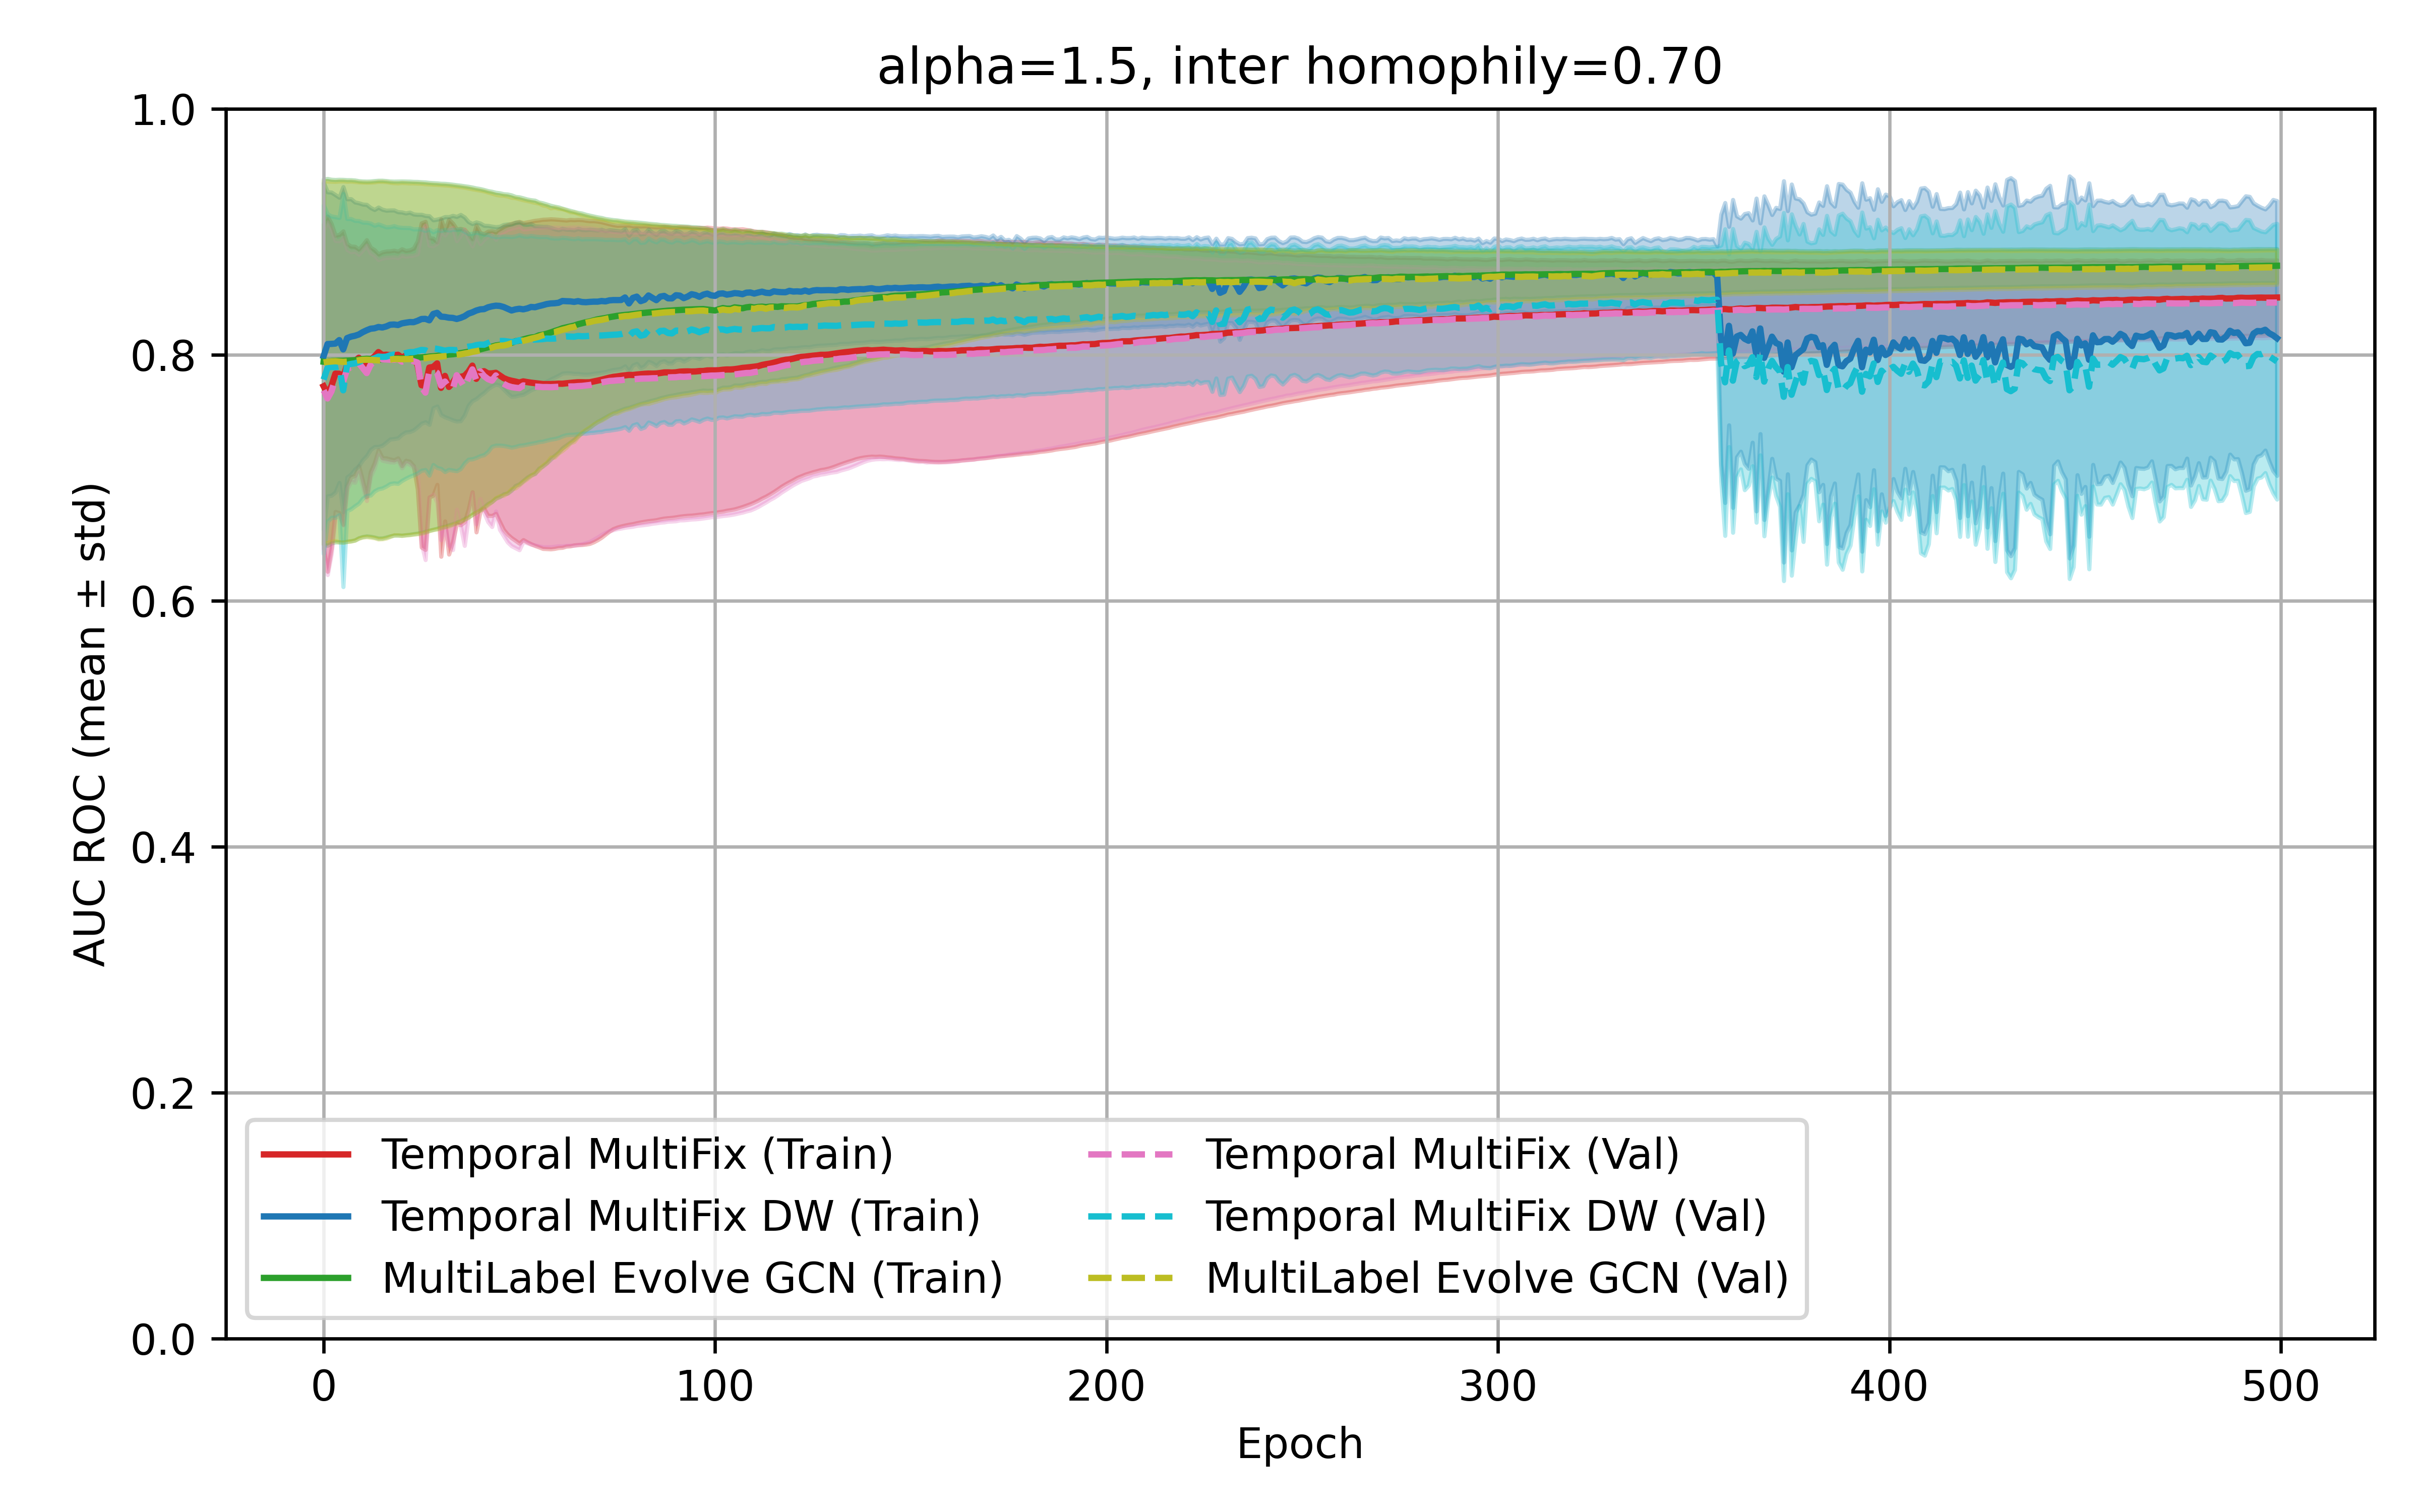 alpha=1.5, inter homophily=0.70
AUC ROC (mean ± std)
1.0
0.8
0.6
0.4
0.2
0.0
Temporal MultiFix (Train)
Temporal MultiFix DW (Train)
MultiLabel Evolve GCN (Train)
Temporal MultiFix (Val)
Temporal MultiFix DW (Val)
MultiLabel Evolve GCN (Val)
0 100 200 300 400 500
Epoch